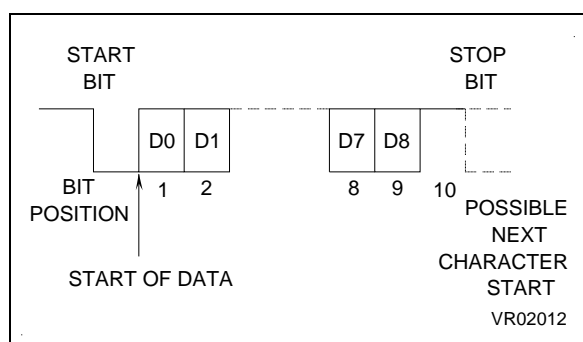 START BIT
STOP BIT
D0 D1 D7 D8
BIT POSITION
1 2 8 9 10
START OF DATA
POSSIBLE NEXT CHARACTER START
VR02012